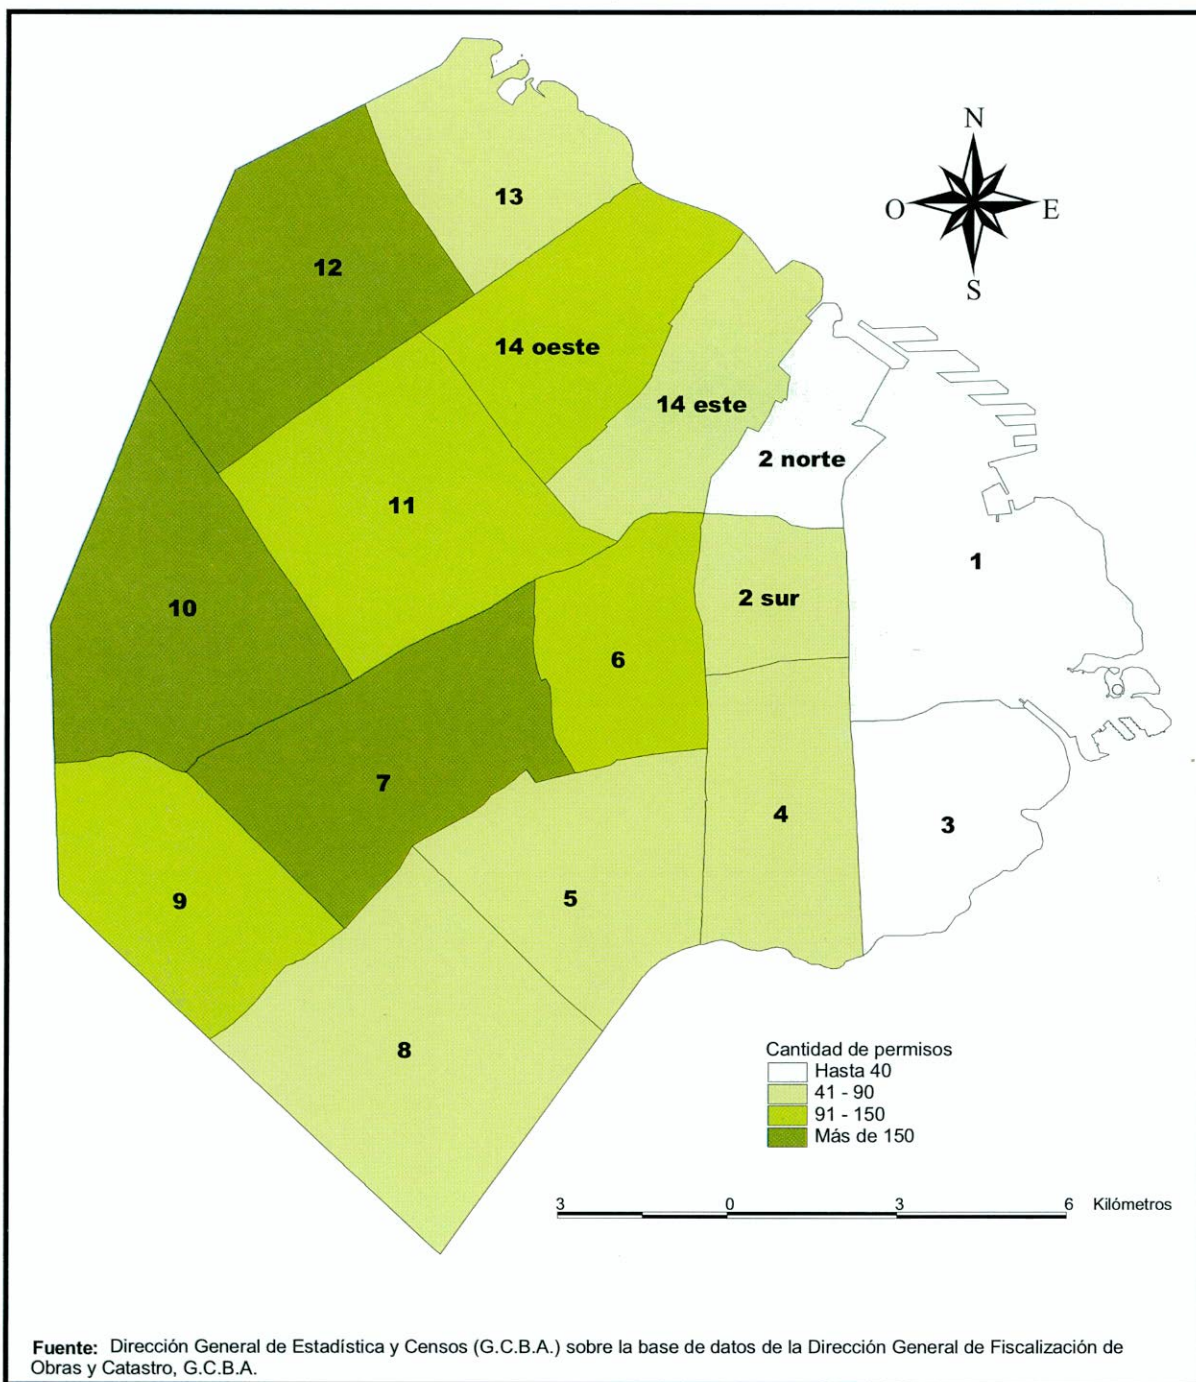 N
O
E
S
13
12
14 oeste
14 este
2 norte
11
1
10
2 sur
6
7
4
3
9
5
8
Cantidad de permisos
Hasta 40
41 - 90
91 - 150
Más de 150
3 0 3 6 Kilómetros
Fuente: Dirección General de Estadística y Censos (G.C.B.A.) sobre la base de datos de la Dirección General de Fiscalización de
Obras y Catastro, G.C.B.A.